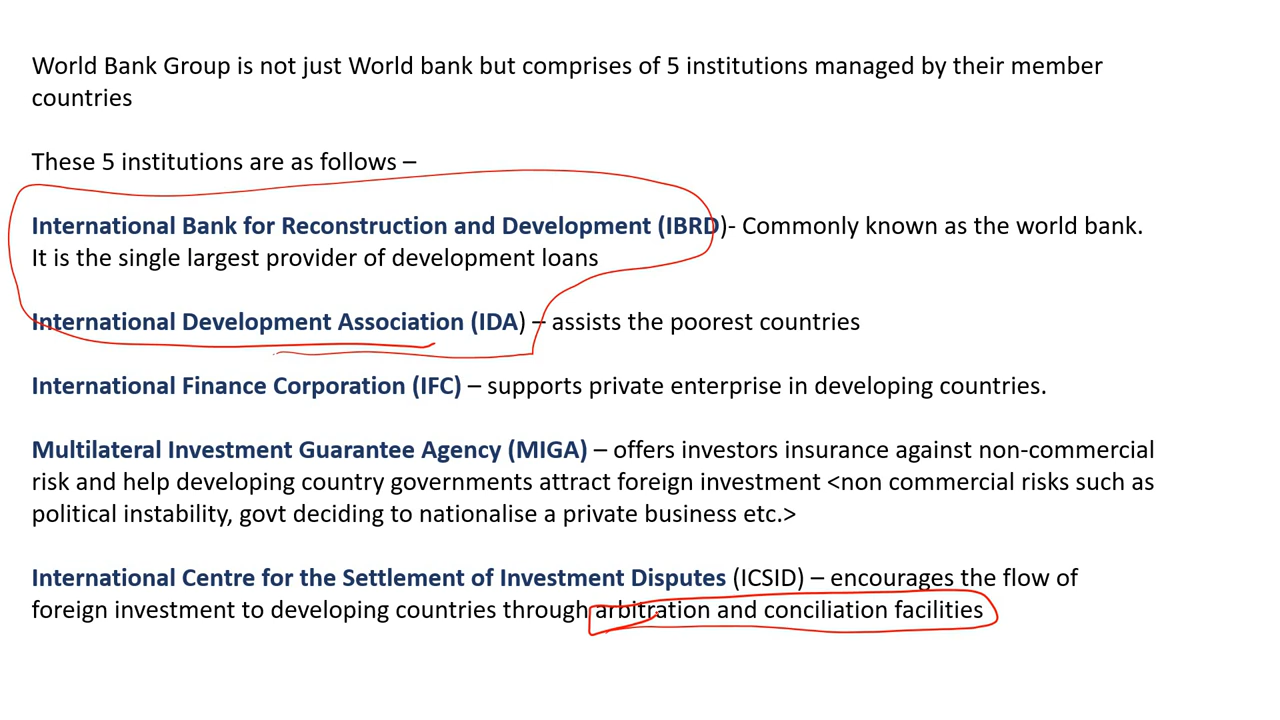 World Bank Group is not just World bank but comprises of 5 institutions managed by their member
countries
These 5 institutions are as follows –
International Bank for Reconstruction and Development (IBRD)- Commonly known as the world bank.
It is the single largest provider of development loans
International Development Association (IDA) – assists the poorest countries
International Finance Corporation (IFC) – supports private enterprise in developing countries.
Multilateral Investment Guarantee Agency (MIGA) – offers investors insurance against non-commercial
risk and help developing country governments attract foreign investment <non commercial risks such as
political instability, govt deciding to nationalise a private business etc.>
International Centre for the Settlement of Investment Disputes (ICSID) – encourages the flow of
foreign investment to developing countries through arbitration and conciliation facilities